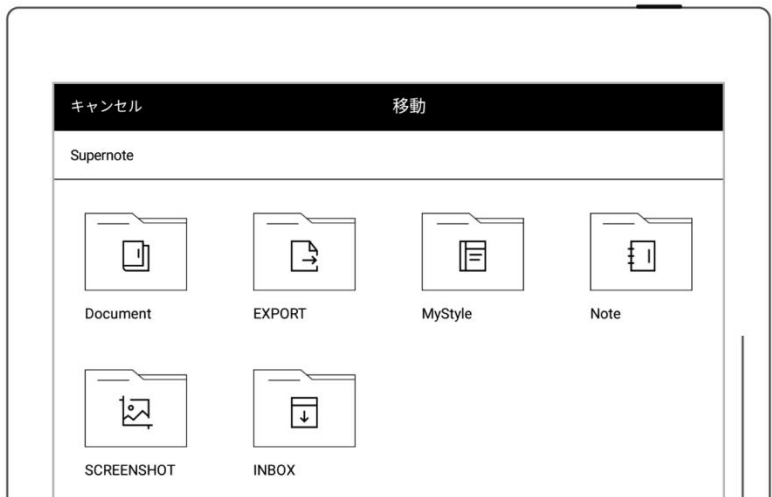 キャンセル 移動
Supernote
Document EXPORT MyStyle Note
SCREENSHOT INBOX